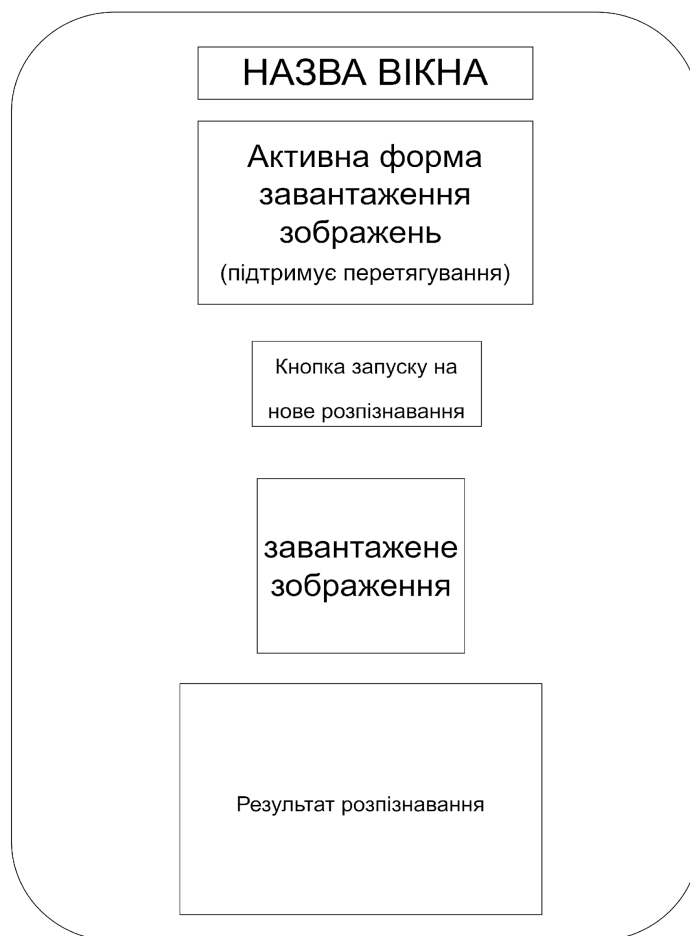 НАЗВА ВІКНА
Активна форма
завантаження
зображень
(підтримує перетягування)
Кнопка запуску на
нове розпізнавання
завантажене
зображення
Результат розпізнавання